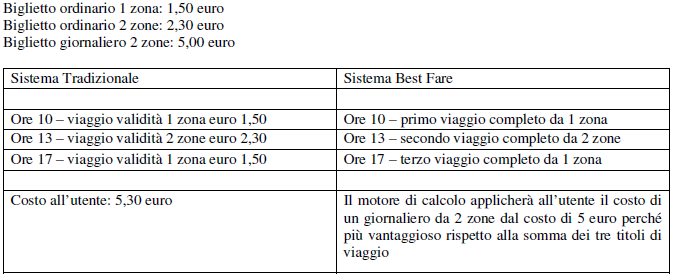 Biglietto ordinario 1 zona: 1,50 euro
Biglietto ordinario 2 zone: 2,30 euro
Biglietto giornaliero 2 zone: 5,00 euro
Sistema Tradizionale
Sistema Best Fare
Ore 10 – viaggio validità 1 zona euro 1,50
Ore 10 – primo viaggio completo da 1 zona
Ore 13 – viaggio validità 2 zone euro 2,30
Ore 13 – secondo viaggio completo da 2 zone
Ore 17 – viaggio validità 1 zona euro 1,50
Ore 17 – terzo viaggio completo da 1 zona
Costo all’utente: 5,30 euro
Il motore di calcolo applicherà all’utente il costo di
un giornaliero da 2 zone dal costo di 5 euro perché
più vantaggioso rispetto alla somma dei tre titoli di
viaggio